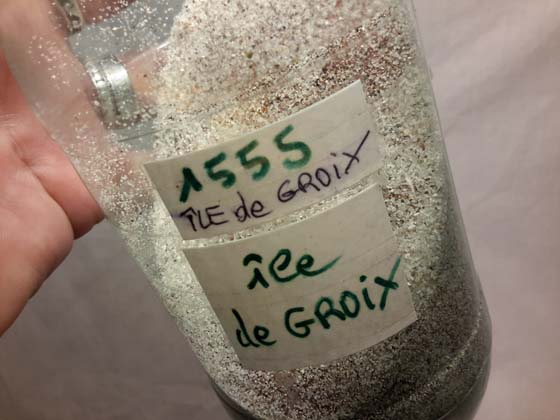 1555
ÎLE de GROIX
île
de GROIX